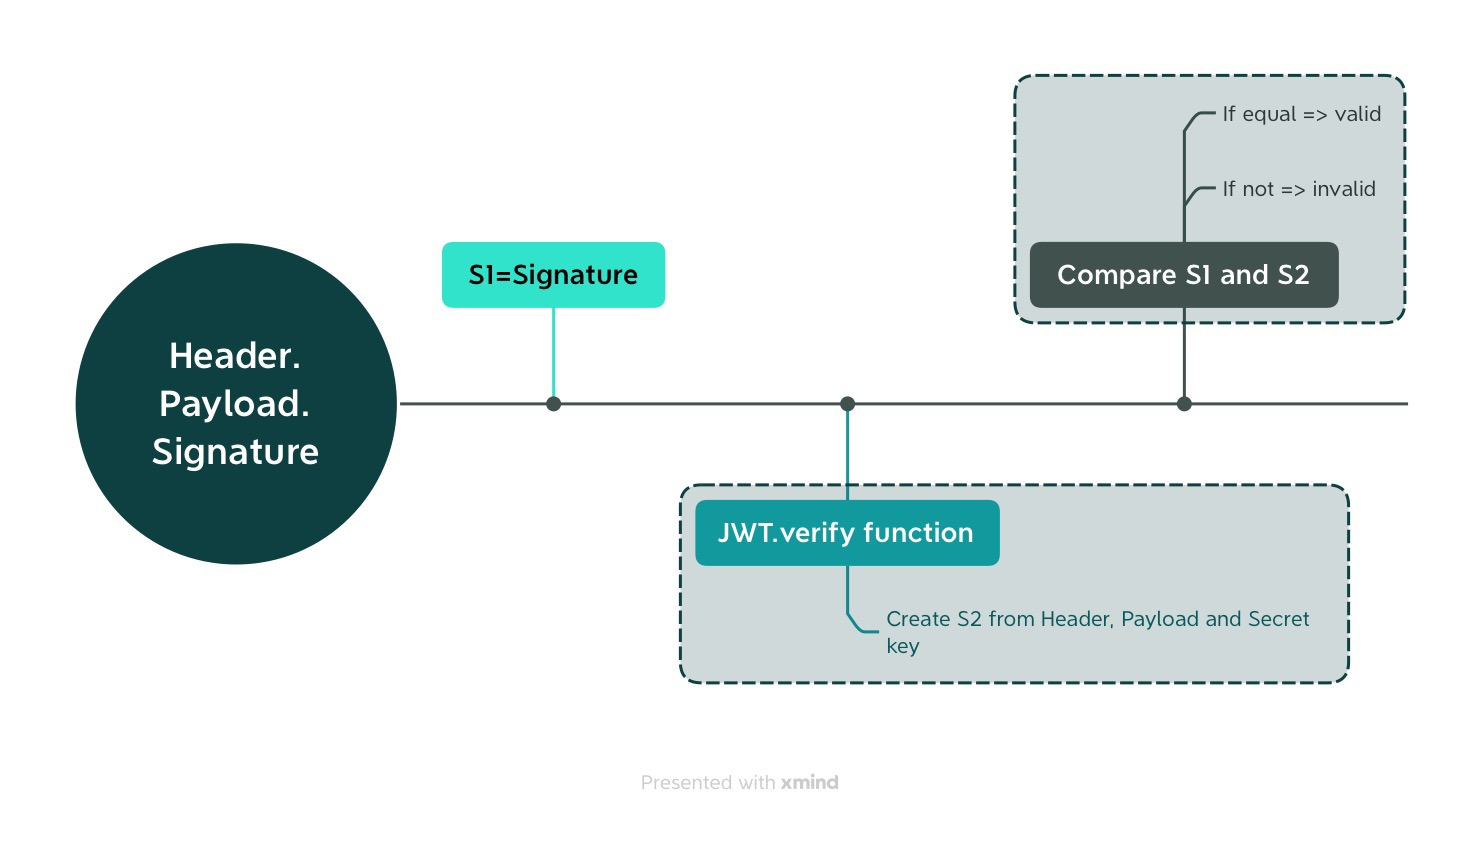 Header.
Payload.
Signature
S1=Signature
JWT.verify function
Create S2 from Header, Payload and Secret
key
If equal => valid
If not => invalid
Compare S1 and S2
Presented with xmind